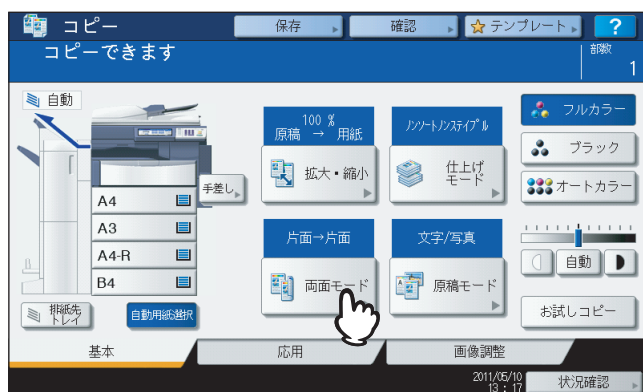 コピー
保存
確認
テンプレート
?
コピーできます
部数
1
自動
A4
A3
A4-R
B4
手差し
排紙先
トレイ
自動用紙選択
100 %
原稿 → 用紙
拡大・縮小
ノンソートノンステイプル
仕上げ
モード
片面→片面
両面モード
文字/写真
原稿モード
フルカラー
ブラック
オートカラー
自動
お試しコピー
基本
応用
画像調整
2011/05/10
13 : 17
状況確認